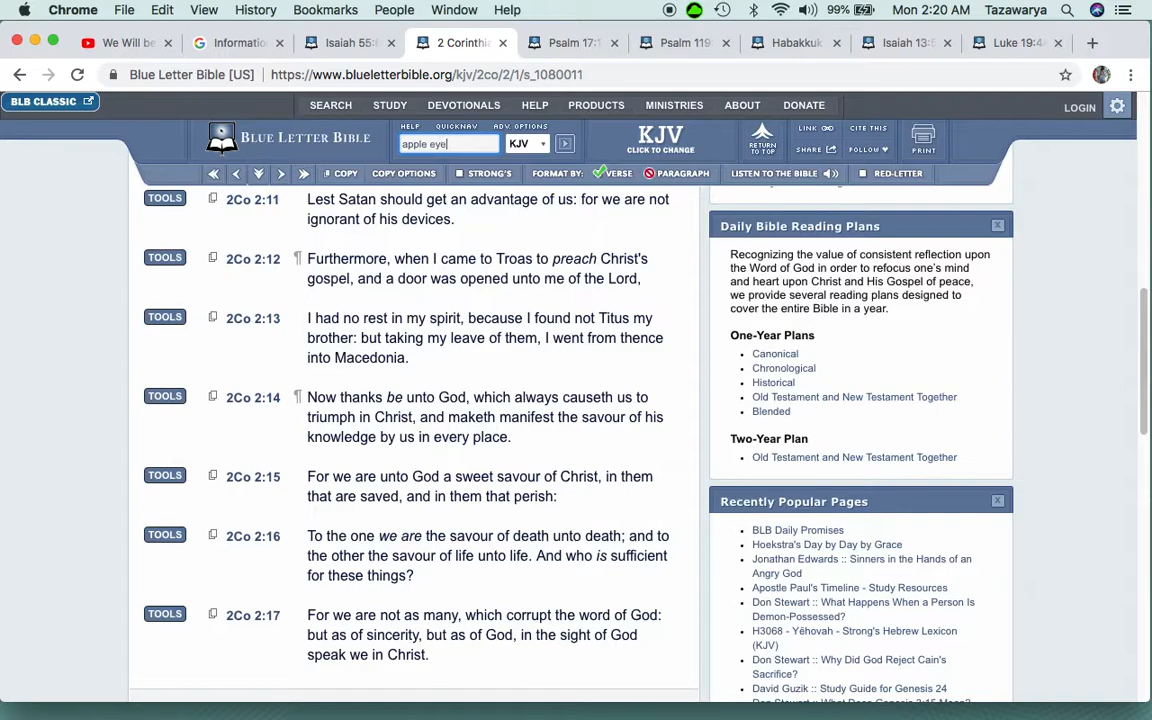 Chrome File Edit View History Bookmarks People Window Help 99% Mon 2:20 AM Tazawarya
We Will be Informatio Isaiah 55: 2 Corinthia Psalm 17:1 Psalm 119: Habakkuk Isaiah 13:5 Luke 19:4
Blue Letter Bible [US] https://www.blueletterbible.org/kjv/2co/2/1/s_1080011
BLB CLASSIC
SEARCH STUDY DEVOTIONALS HELP PRODUCTS MINISTRIES ABOUT DONATE LOGIN
HELP QUICKNAV ADV. OPTIONS
BLUE LETTER BIBLE
apple eye KJV
KJV
CLICK TO CHANGE
RETURN
TO TOP
LINK CITE THIS
SHARE FOLLOW
PRINT
COPY COPY OPTIONS STRONG'S FORMAT BY: VERSE PARAGRAPH LISTEN TO THE BIBLE RED-LETTER
TOOLS 2Co 2:11 Lest Satan should get an advantage of us: for we are not
ignorant of his devices.
TOOLS 2Co 2:12 ¶ Furthermore, when I came to Troas to preach Christ's
gospel, and a door was opened unto me of the Lord,
TOOLS 2Co 2:13 I had no rest in my spirit, because I found not Titus my
brother: but taking my leave of them, I went from thence
into Macedonia.
TOOLS 2Co 2:14 ¶ Now thanks be unto God, which always causeth us to
triumph in Christ, and maketh manifest the savour of his
knowledge by us in every place.
TOOLS 2Co 2:15 For we are unto God a sweet savour of Christ, in them
that are saved, and in them that perish:
TOOLS 2Co 2:16 To the one we are the savour of death unto death; and to
the other the savour of life unto life. And who is sufficient
for these things?
TOOLS 2Co 2:17 For we are not as many, which corrupt the word of God:
but as of sincerity, but as of God, in the sight of God
speak we in Christ.
Daily Bible Reading Plans
Recognizing the value of consistent reflection upon
the Word of God in order to refocus one's mind
and heart upon Christ and His Gospel of peace,
we provide several reading plans designed to
cover the entire Bible in a year.
One-Year Plans
• Canonical
• Chronological
• Historical
• Old Testament and New Testament Together
• Blended
Two-Year Plan
• Old Testament and New Testament Together
Recently Popular Pages
• BLB Daily Promises
• Hoekstra's Day by Day by Grace
• Jonathan Edwards :: Sinners in the Hands of an
Angry God
• Apostle Paul's Timeline - Study Resources
• Don Stewart :: What Happens When a Person Is
Demon-Possessed?
• H3068 - Yĕhovah - Strong's Hebrew Lexicon
(KJV)
• Don Stewart :: Why Did God Reject Cain's
Sacrifice?
• David Guzik :: Study Guide for Genesis 24
• Don Stewart :: What Does Genesis 3:15 Mean?